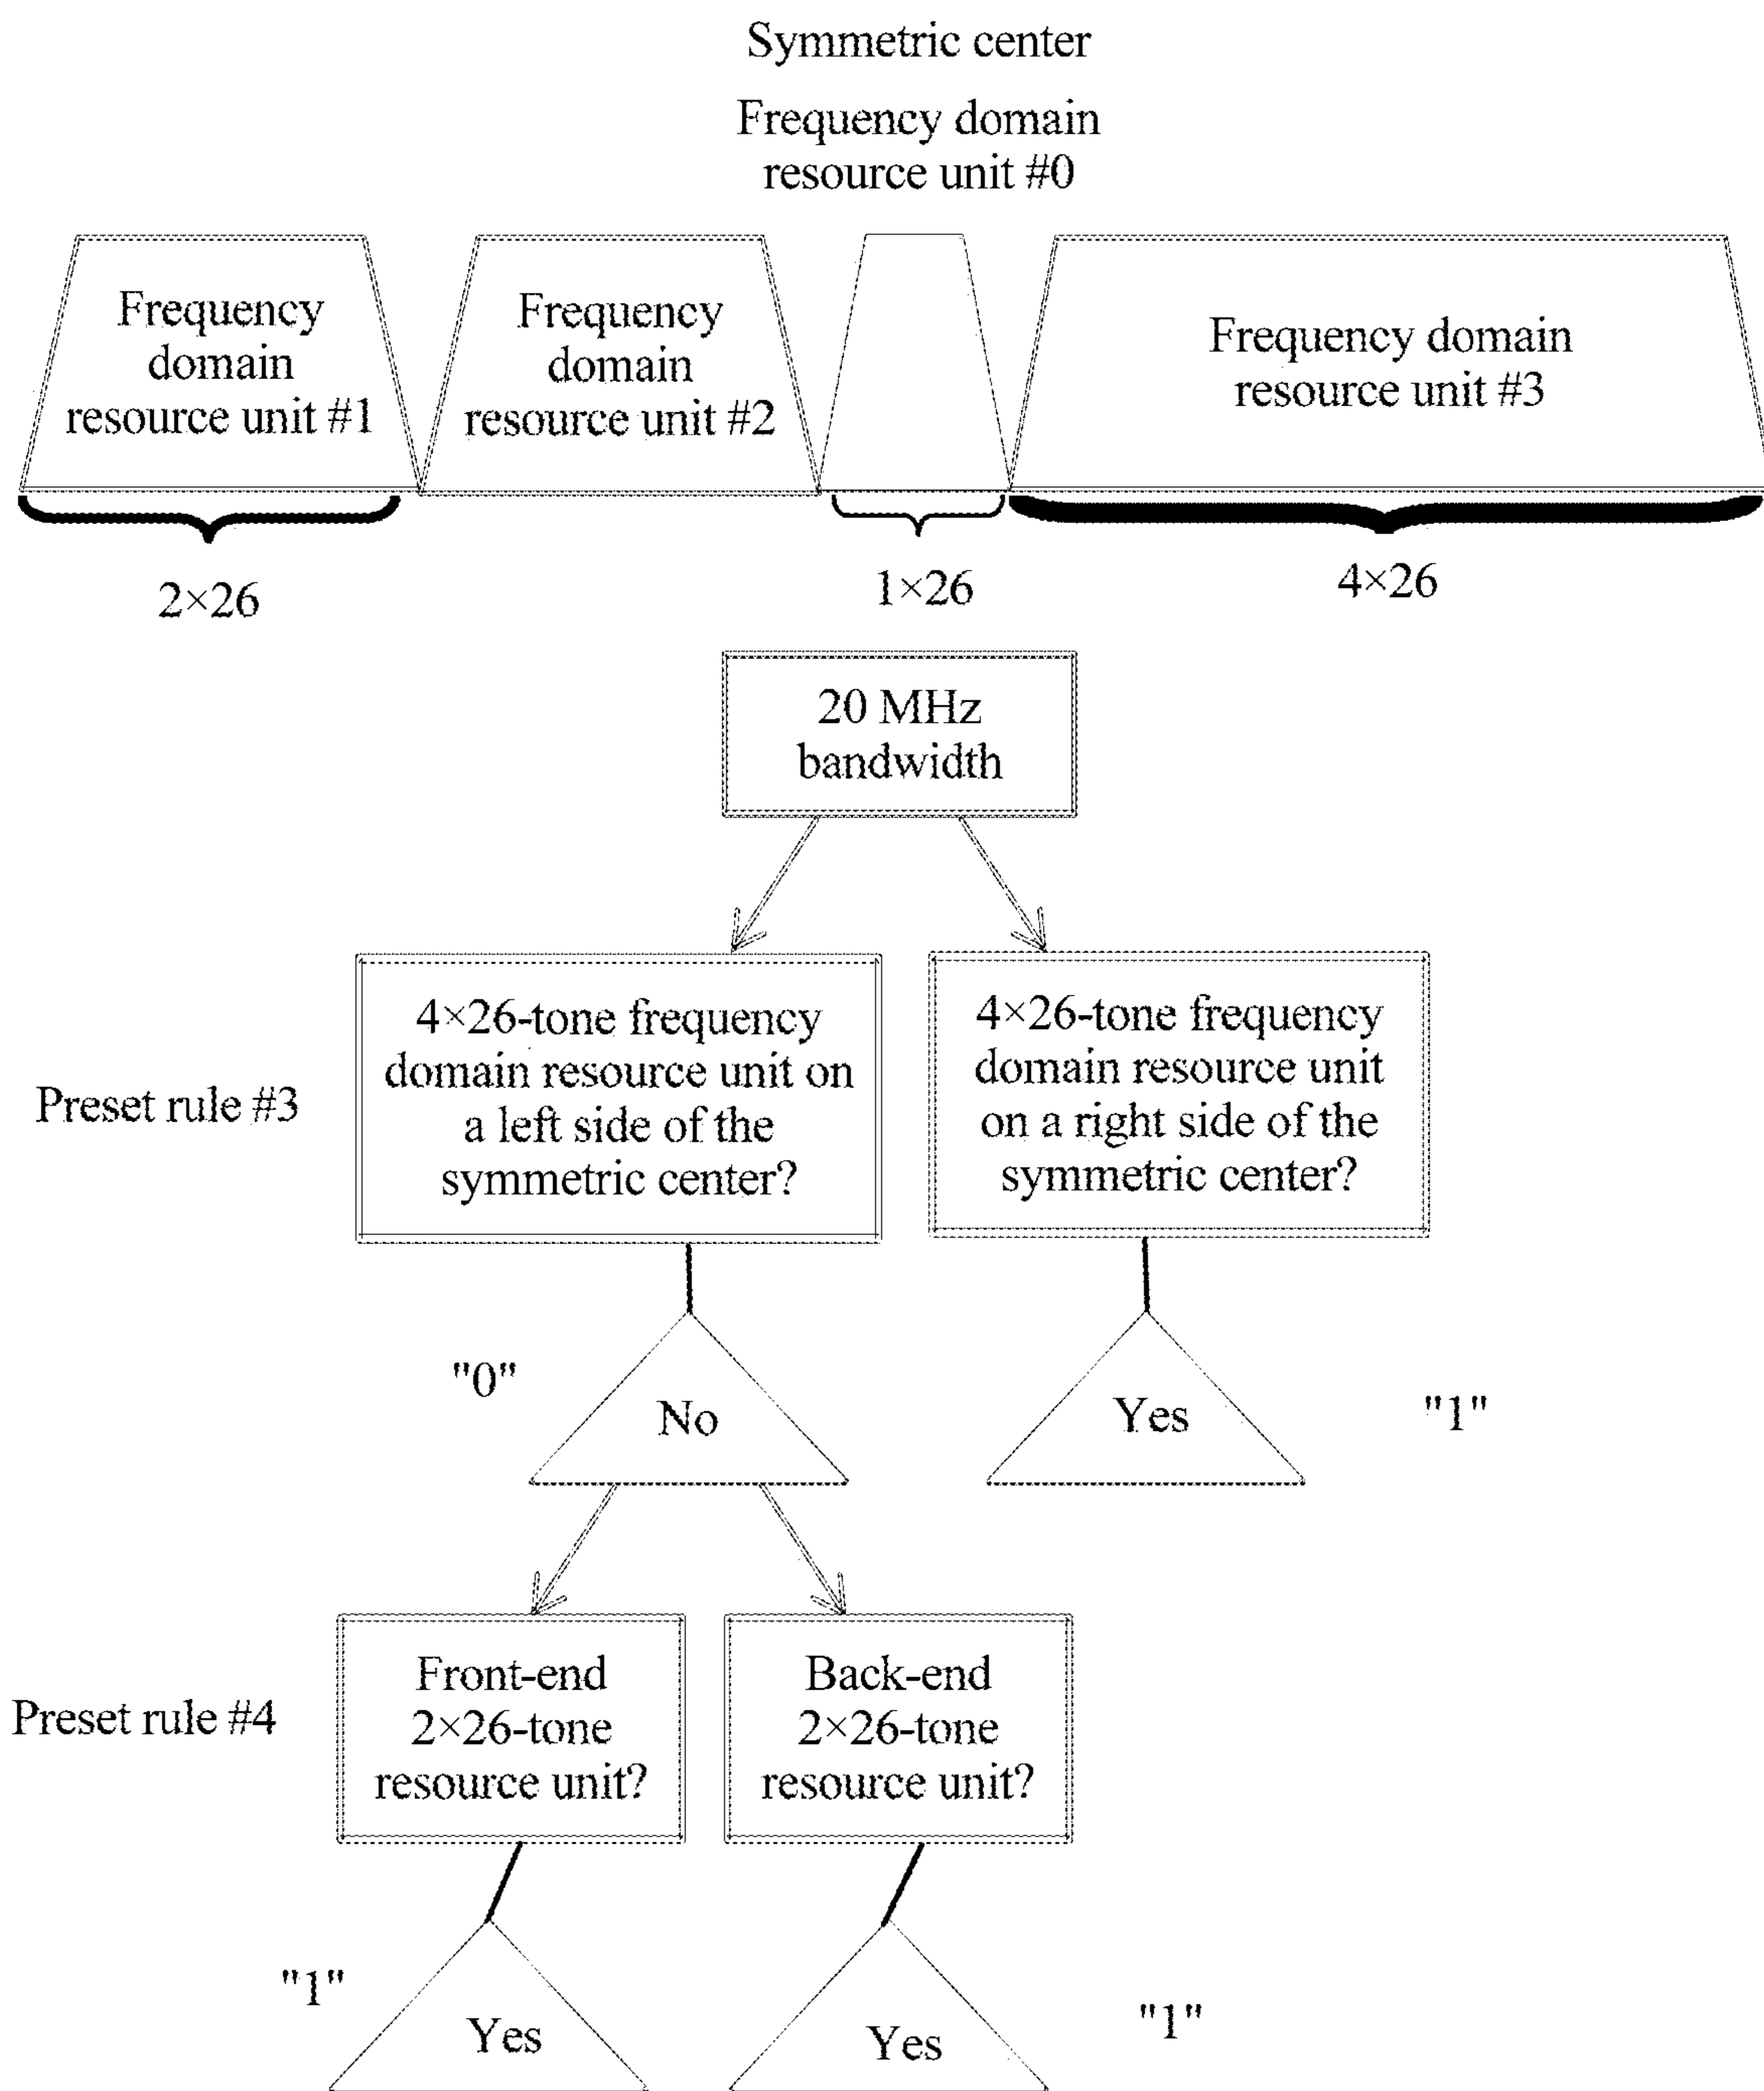 Symmetric center
Frequency domain
resource unit #0
Frequency
domain
resource unit #1
Frequency
domain
resource unit #2
Frequency domain
resource unit #3
2×26
1×26
4×26
20 MHz
bandwidth
Preset rule #3
4×26-tone frequency
domain resource unit on
a left side of the
symmetric center?
4×26-tone frequency
domain resource unit
on a right side of the
symmetric center?
"0"
No
Yes
"1"
Preset rule #4
Front-end
2×26-tone
resource unit?
Back-end
2×26-tone
resource unit?
"1"
Yes
Yes
"1"